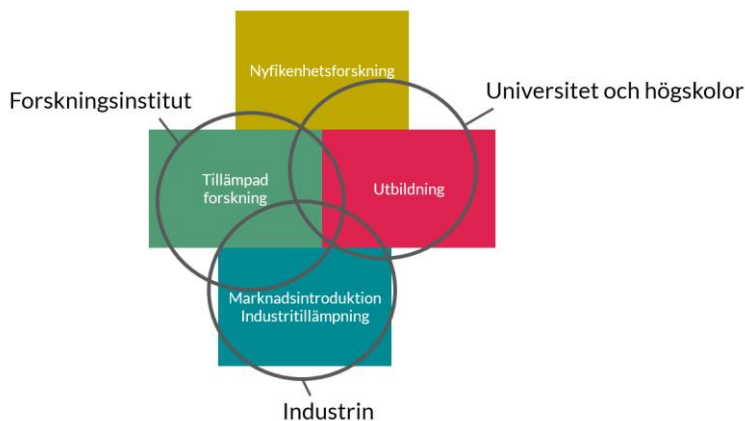 Nyfikenhetsforskning
Forskningsinstitut
Universitet och högskolor
Tillämpad
forskning
Utbildning
Marknadsintroduktion
Industritillämpning
Industrin